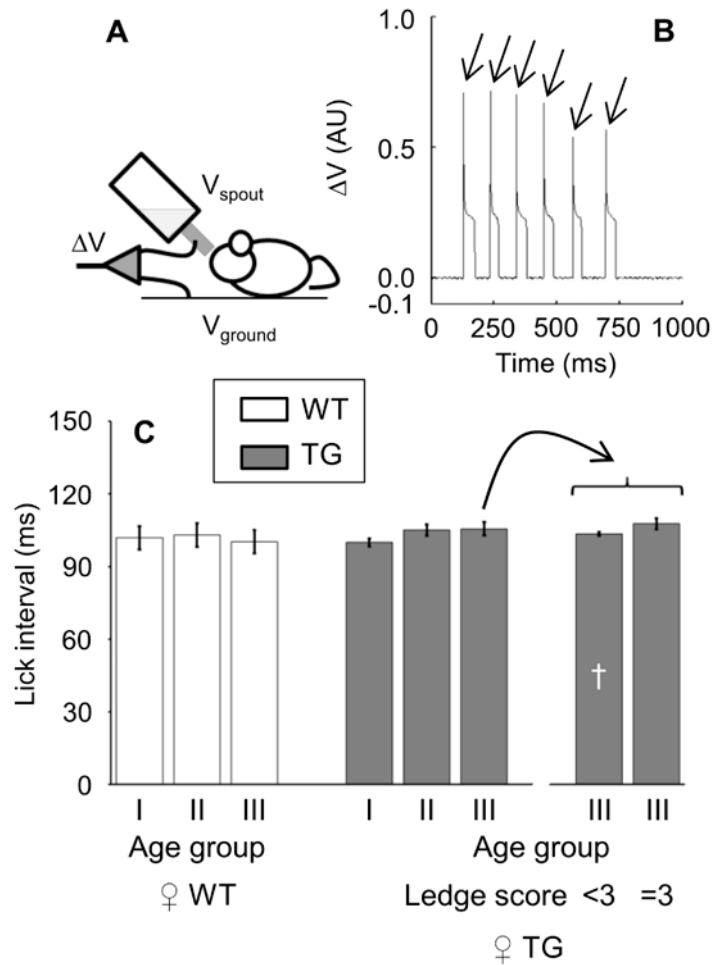 A
V spout
ΔV
V ground
B
ΔV (AU)
1.0
0.5
0.0
-0.1
0 250 500 750 1000
Time (ms)
C
WT
TG
Lick interval (ms)
150
120
90
60
30
0
†
I II III I II III III III
Age group Age group
♀ WT Ledge score <3 =3
♀ TG